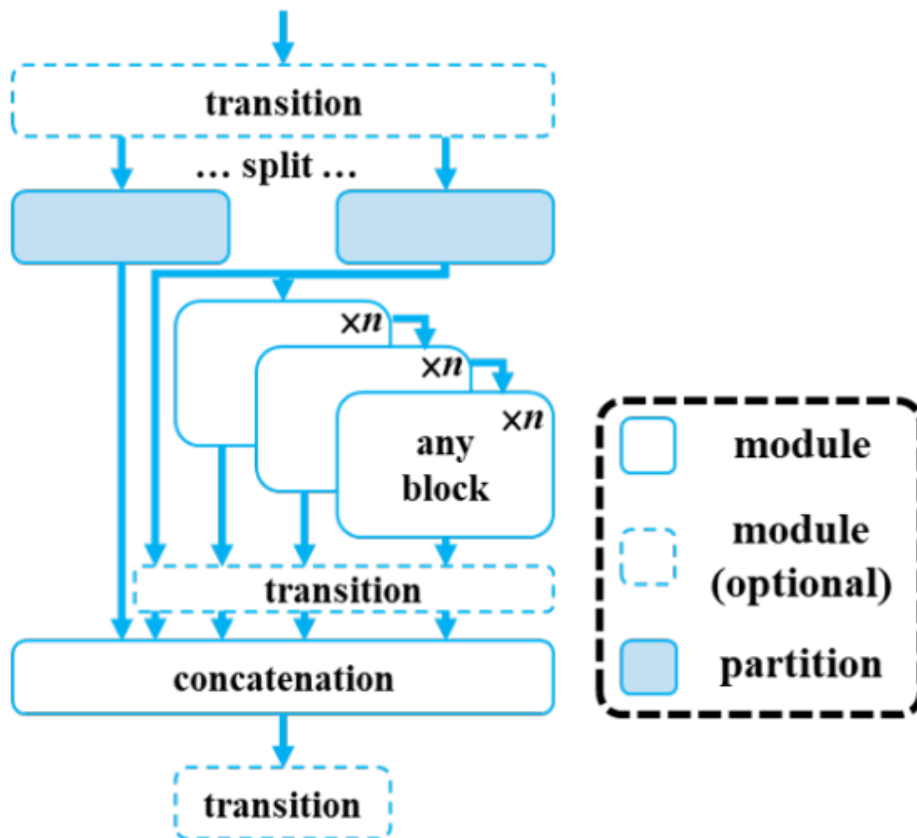 transition
... split ...
×n
×n
×n
any
block
transition
concatenation
transition
module
module
(optional)
partition